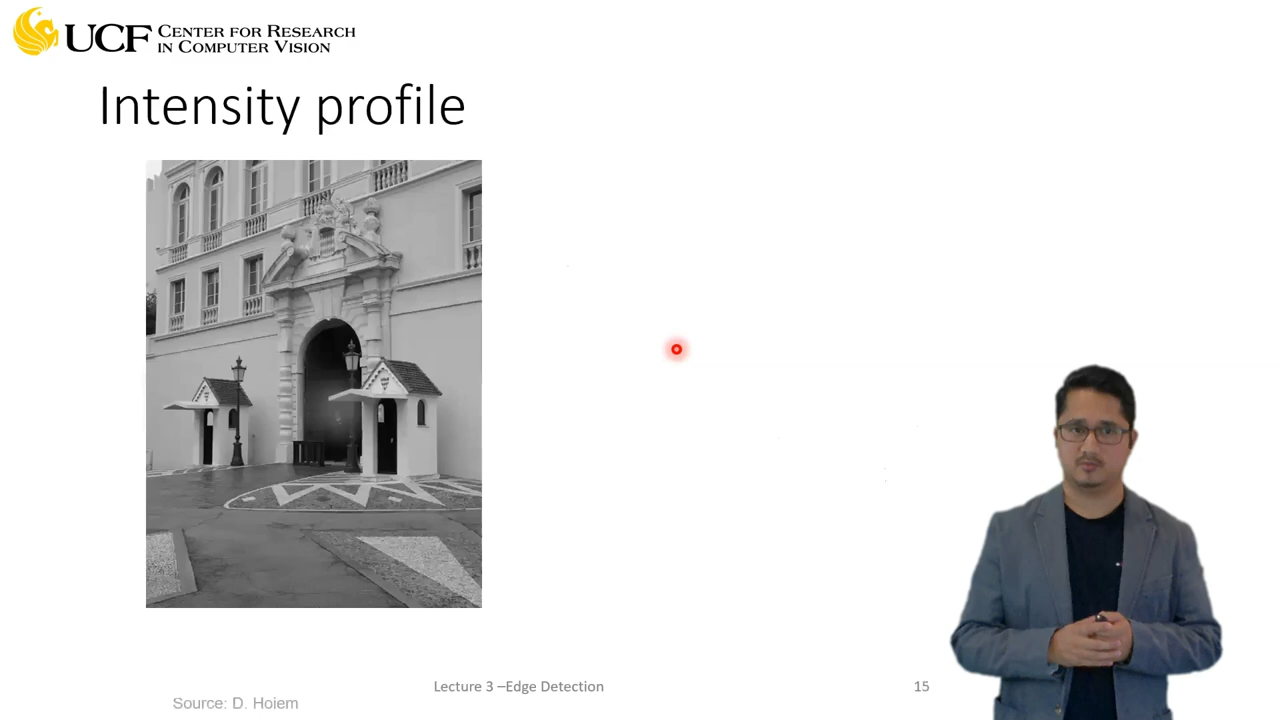 UCF CENTER FOR RESEARCH
IN COMPUTER VISION
Intensity profile
Lecture 3 –Edge Detection
15
Source: D. Hoiem